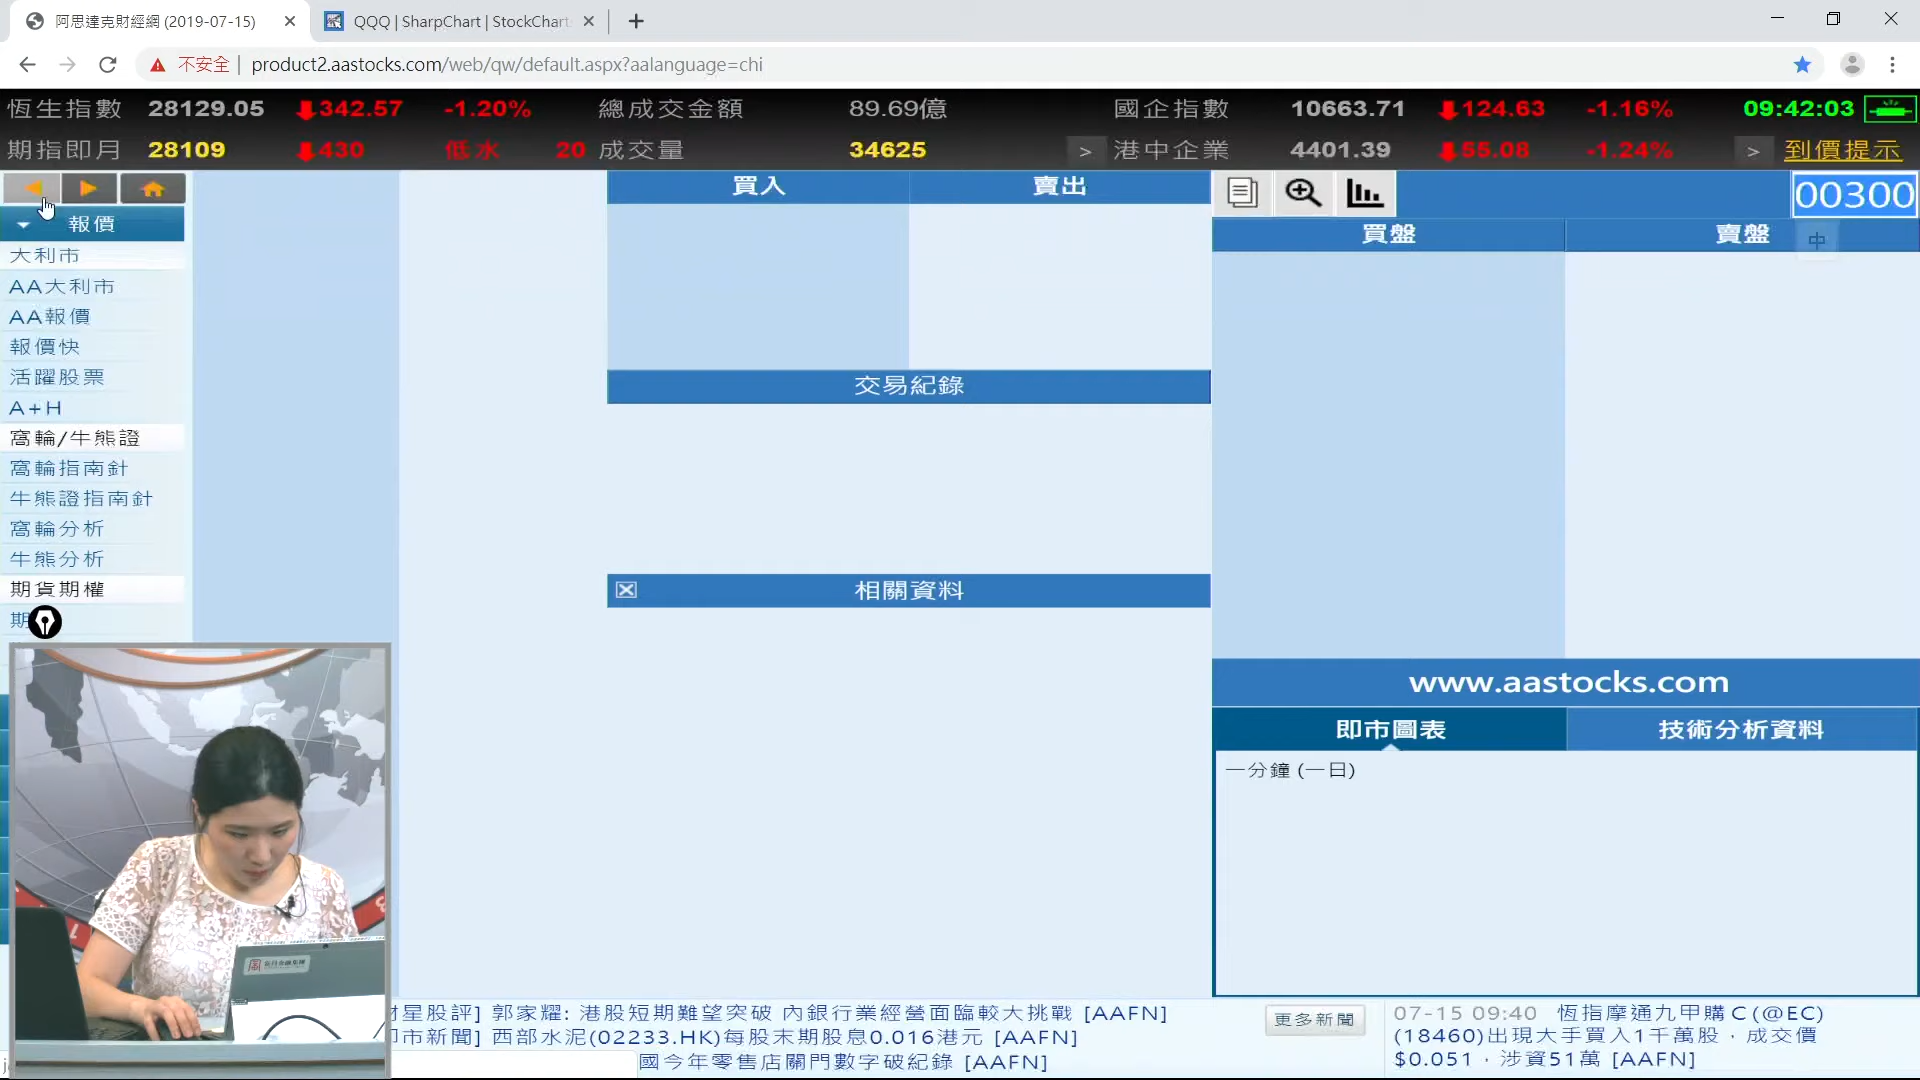 阿思達克財經網 (2019-07-15)
QQQ | SharpChart | StockChart
不安全 | product2.aastocks.com/web/qw/default.aspx?aalanguage=chi
恆生指數 28129.05 342.57 -1.20% 總成交金額 89.69億 國企指數 10663.71 124.63 -1.16% 09:42:03
期指即月 28109 430 低水 20 成交量 34625 > 港中企業 4401.39 55.08 -1.24% > 到價提示
買入 賣出 00300
報價
買盤 賣盤 中
大利市
AA大利市
AA報價
報價快
活躍股票
A+H
窩輪/牛熊證
窩輪指南針
牛熊證指南針
窩輪分析
牛熊分析
期貨期權
期
交易紀錄
相關資料
www.aastocks.com
即市圖表 技術分析資料
一分鐘 (一日)
星股評] 郭家耀: 港股短期難望突破 內銀行業經營面臨較大挑戰 [AAFN]
市新聞] 西部水泥(02233.HK)每股末期股息0.016港元 [AAFN]
國今年零售店關門數字破紀錄 [AAFN]
更多新聞
07-15 09:40 恆指摩通九甲購C(@EC)
(18460)出現大手買入1千萬股，成交價
$0.051，涉資51萬 [AAFN]